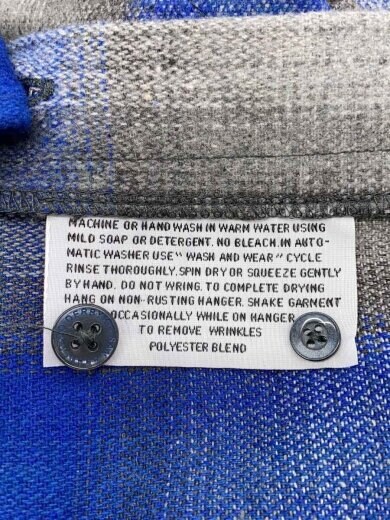 MACHINE OR HAND WASH IN WARM WATER USING
MILD SOAP OR DETERGENT. NO BLEACH. IN AUTO-
MATIC WASHER USE "WASH AND WEAR" CYCLE
RINSE THOROUGHLY. SPIN DRY OR SQUEEZE GENTLY
BY HAND. DO NOT WRING. TO COMPLETE DRYING
HANG ON NON-RUSTING HANGER. SHAKE GARMENT
OCCASIONALLY WHILE ON HANGER
TO REMOVE WRINKLES
POLYESTER BLEND